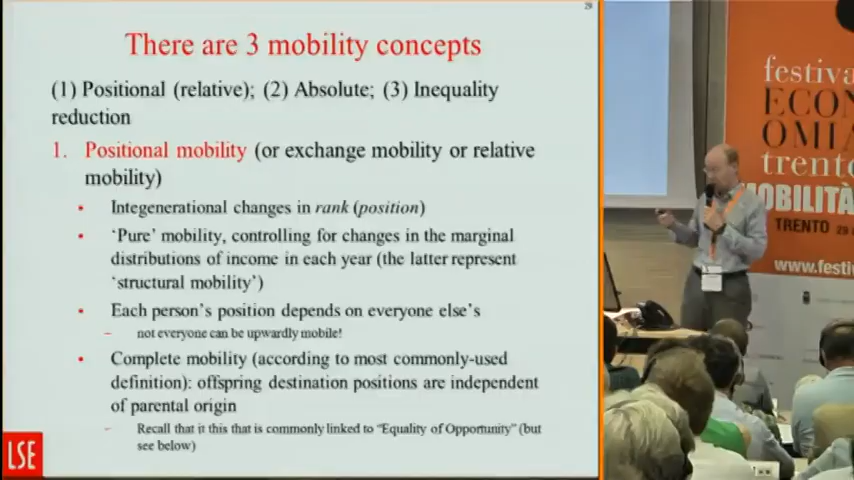 29
There are 3 mobility concepts
(1) Positional (relative); (2) Absolute; (3) Inequality
reduction
1. Positional mobility (or exchange mobility or relative
mobility)
• Integenerational changes in rank (position)
• ‘Pure’ mobility, controlling for changes in the marginal
distributions of income in each year (the latter represent
‘structural mobility’)
• Each person's position depends on everyone else's
– not everyone can be upwardly mobile!
• Complete mobility (according to most commonly-used
definition): offspring destination positions are independent
of parental origin
– Recall that it this that is commonly linked to “Equality of Opportunity” (but
see below)
LSE
festiva
ECON
OMIA
trento
MOBILITÀ
TRENTO 29
www.festi